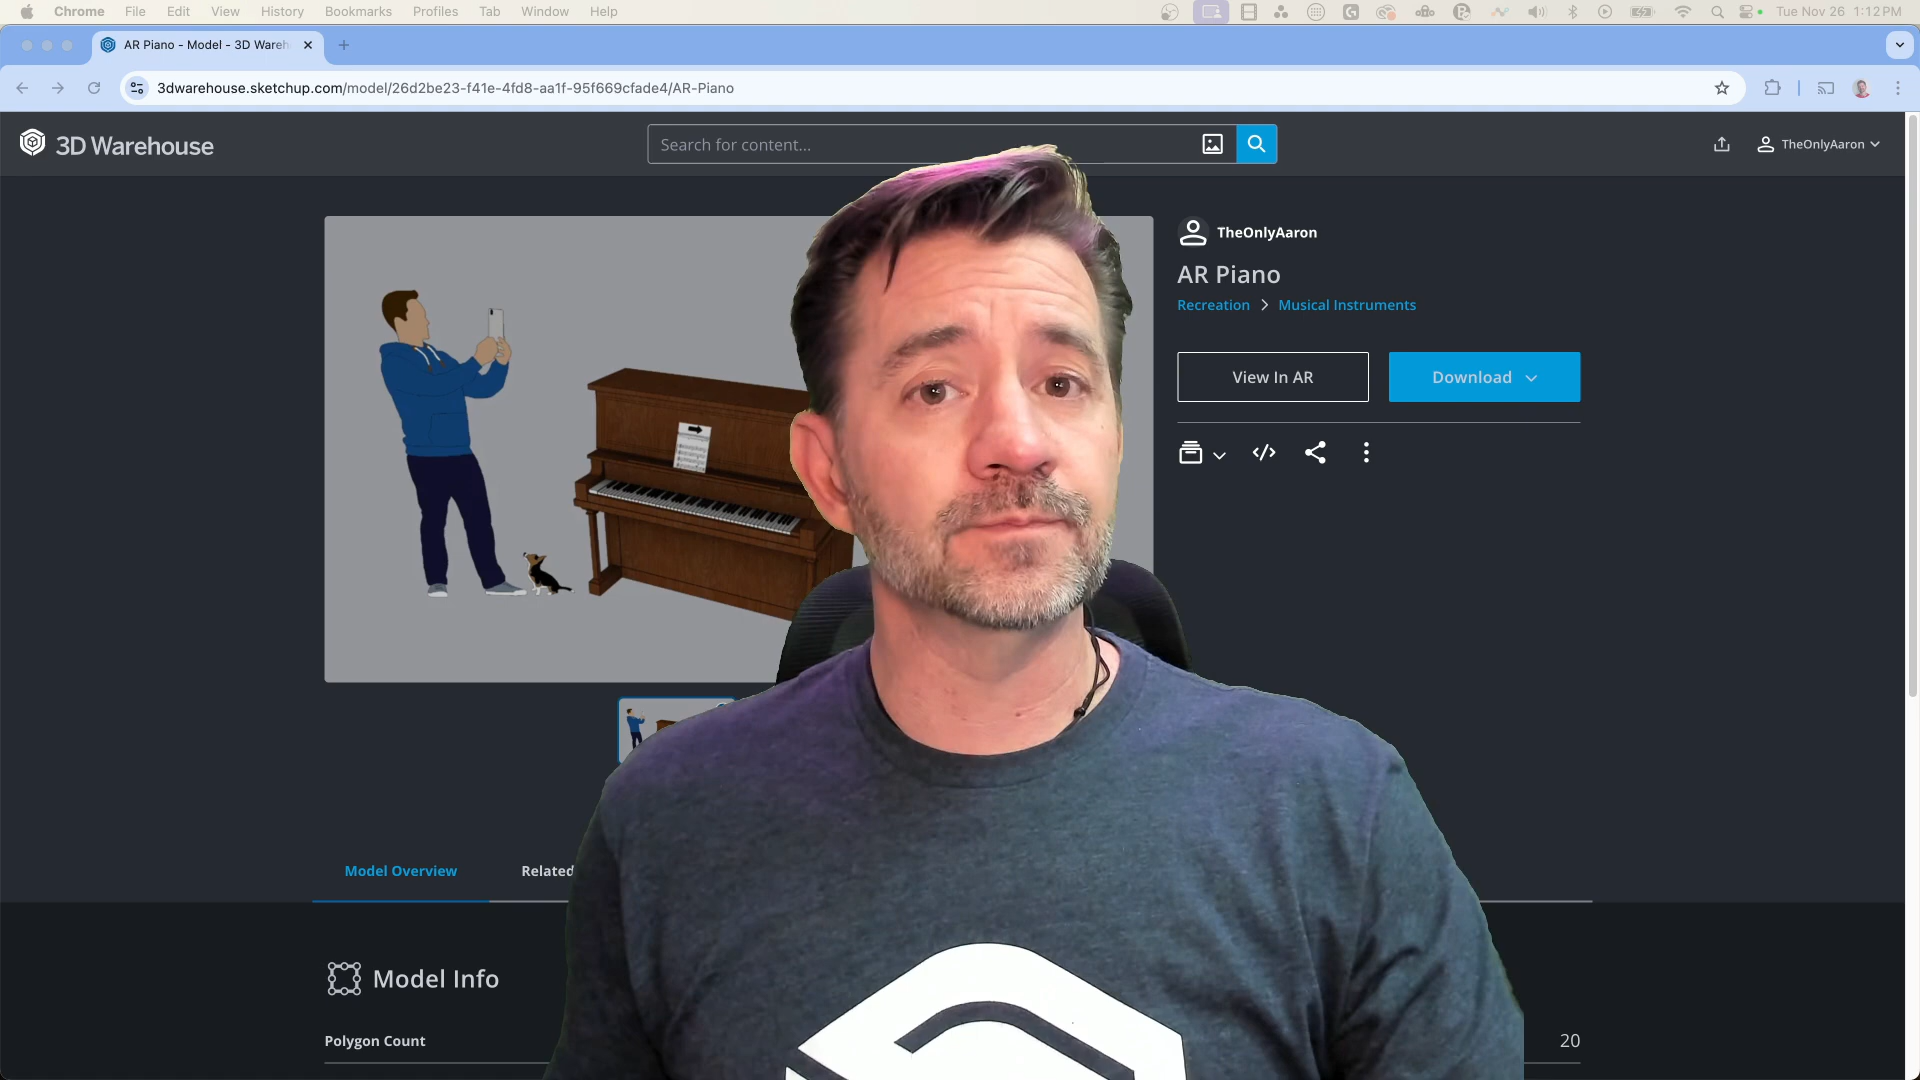 Chrome File Edit View History Bookmarks Profiles Tab Window Help Tue Nov 26 1:12 PM
AR Piano - Model - 3D Wareh
3dwarehouse.sketchup.com/model/26d2be23-f41e-4fd8-aa1f-95f669cfade4/AR-Piano
3D Warehouse
Search for content...
TheOnlyAaron
TheOnlyAaron
AR Piano
Recreation > Musical Instruments
View In AR
Download
Model Overview
Related
Model Info
Polygon Count
20